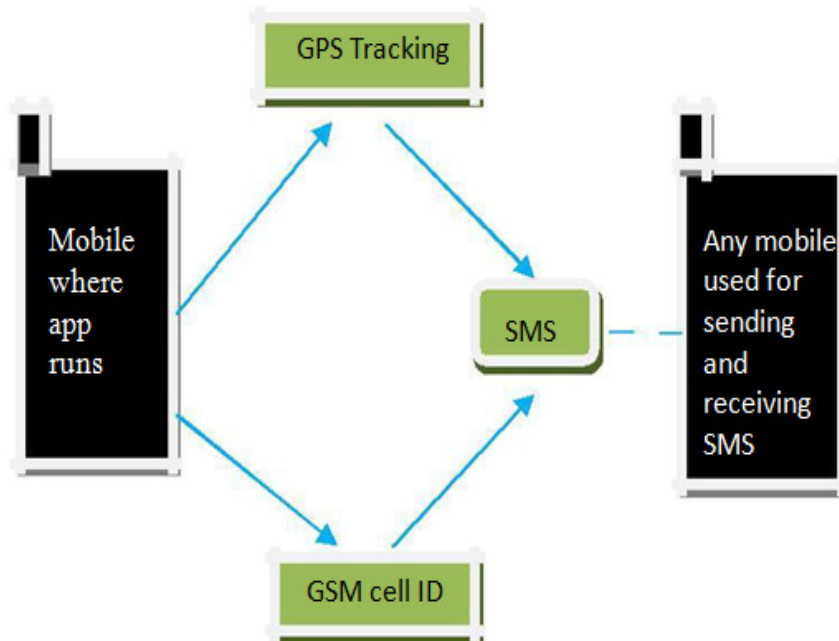 GPS Tracking
Mobile
where
app
runs
SMS
Any mobile
used for
sending
and
receiving
SMS
GSM cell ID